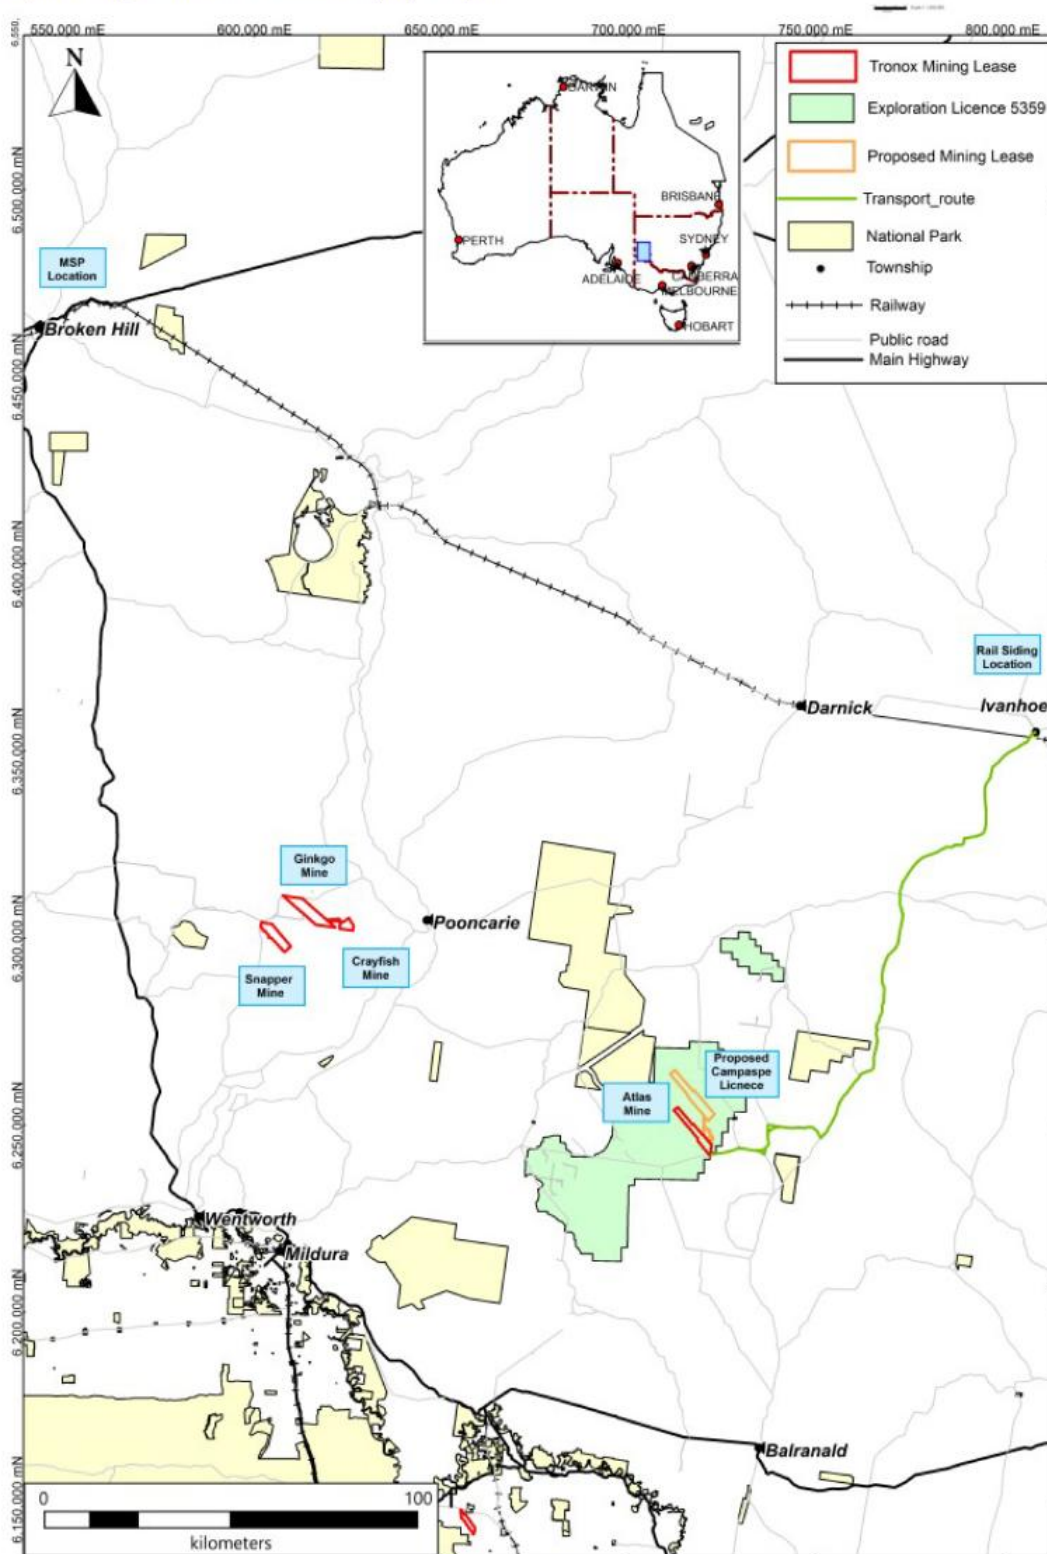 550,000 mE
600,000 mE
650,000 mE
700,000 mE
750,000 mE
800,000 mE
6,550,
N
6,500,000 mN
6,450,000 mN
6,400,000 mN
6,350,000 mN
6,300,000 mN
6,250,000 mN
6,200,000 mN
6,150,000 mN
DARWIN
BRISBANE
PERTH
SYDNEY
ADELAIDE
CANBERRA
MELBOURNE
HOBART
Tronox Mining Lease
Exploration Licence 5359
Proposed Mining Lease
Transport_route
National Park
Township
Railway
Public road
Main Highway
MSP
Location
Broken Hill
Rail Siding
Location
Darnick
Ivanhoe
Ginkgo
Mine
Pooncarie
Crayfish
Mine
Snapper
Mine
Proposed
Campaspe
Licnece
Atlas
Mine
Wentworth
Mildura
Balranald
0
100
kilometers